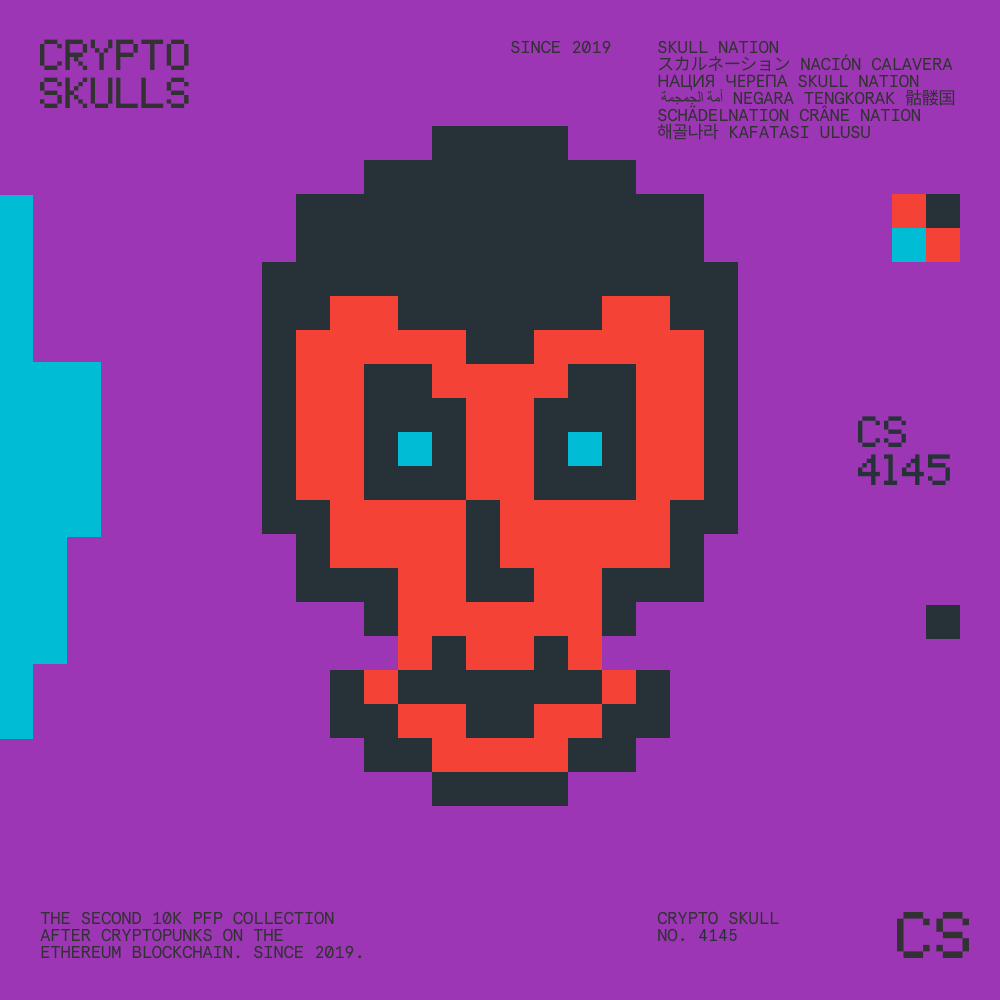 CRYPTO
SKULLS
SINCE 2019
SKULL NATION
スカルネーション NACIÓN CALAVERA
НАЦИЯ ЧЕРЕПА SKULL NATION
أمة الجمجمة NEGARA TENGKORAK 骷髅国
SCHÄDELNATION CRÂNE NATION
해골나라 KAFATASI ULUSU
CS
4145
THE SECOND 10K PFP COLLECTION
AFTER CRYPTOPUNKS ON THE
ETHEREUM BLOCKCHAIN. SINCE 2019.
CRYPTO SKULL
NO. 4145
CS